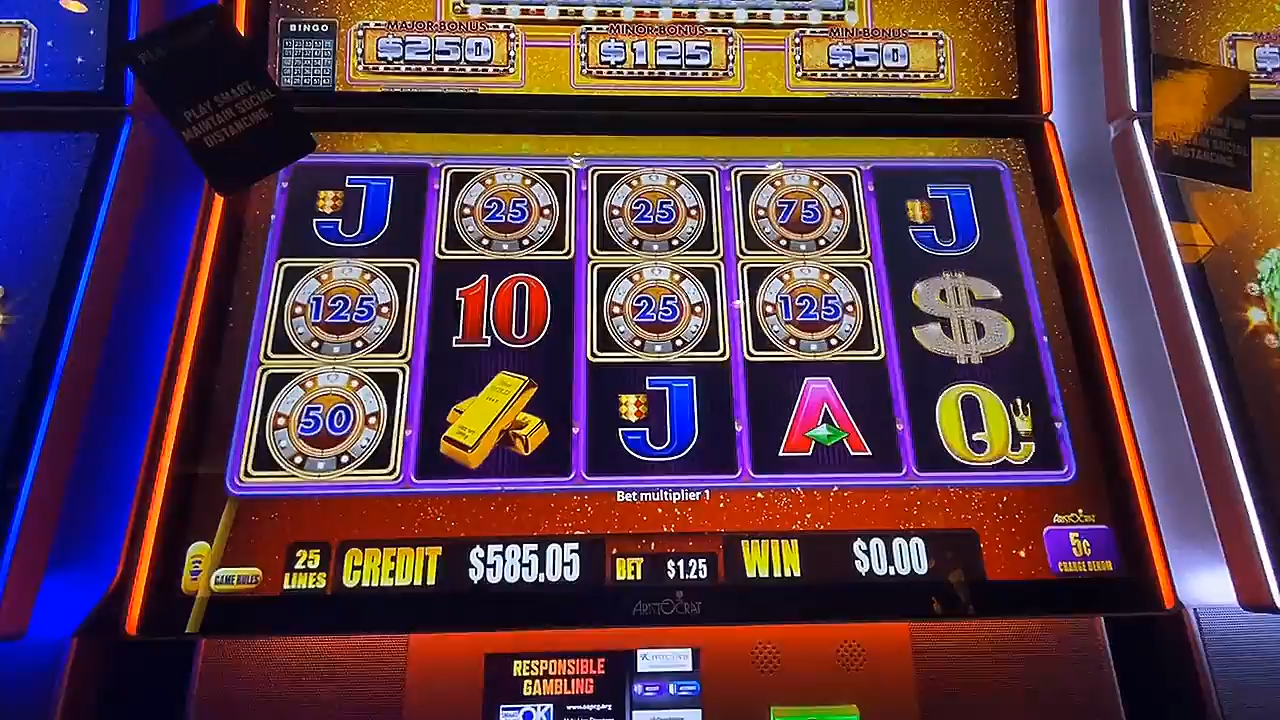 BINGO
MAJOR BONUS
$250
MINOR BONUS
$125
MINI BONUS
$50
PLAY SMART.
MAINTAIN SOCIAL
DISTANCING.
J
25
25
75
J
125
10
25
125
$
50
J
A
Q
Bet multiplier 1
GAME RULES
25
LINES
CREDIT
$585.05
BET
$1.25
WIN
$0.00
ARISTOCRAT
5¢
CHANGE DENOM
ARISTOCRAT
RESPONSIBLE
GAMBLING